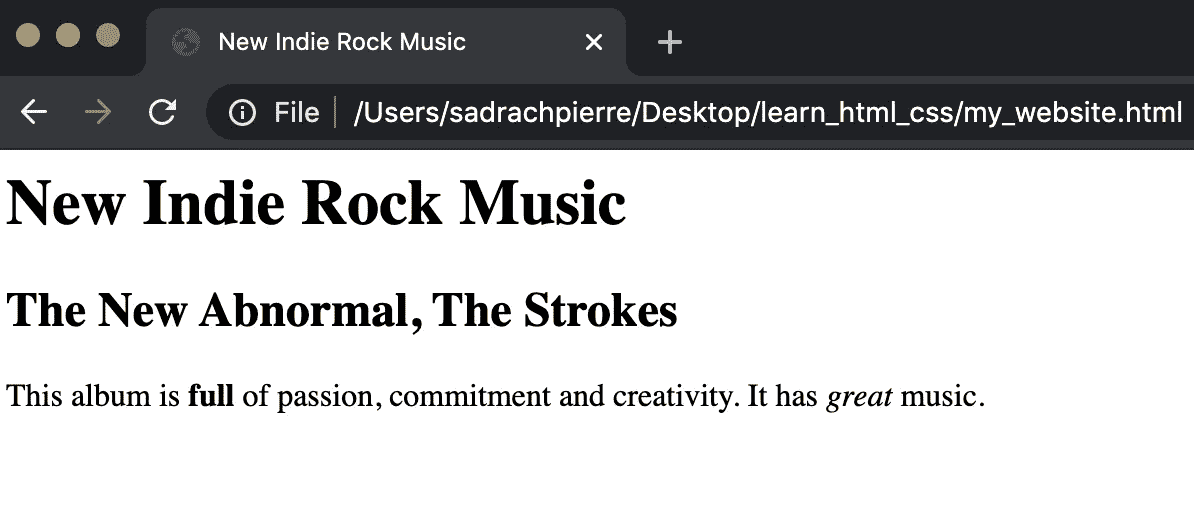 New Indie Rock Music
File /Users/sadrachpierre/Desktop/learn_html_css/my_website.html
New Indie Rock Music
The New Abnormal, The Strokes
This album is full of passion, commitment and creativity. It has great music.